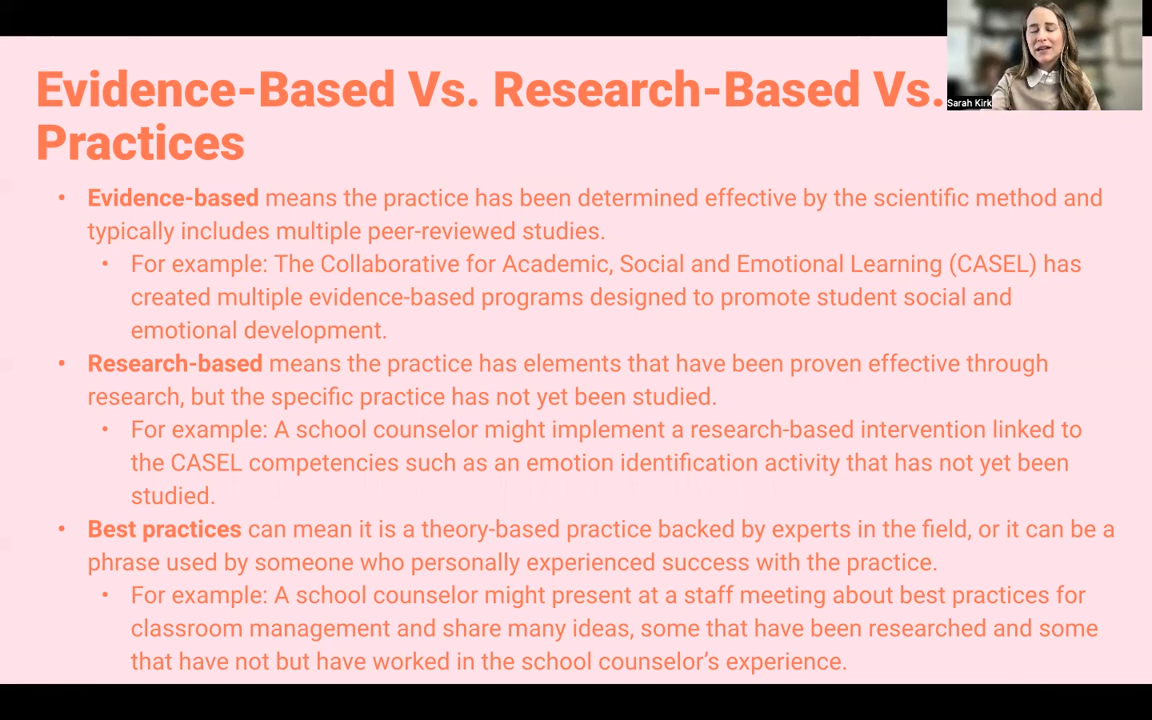 Evidence-Based Vs. Research-Based Vs.
Practices
Sarah Kirk
• Evidence-based means the practice has been determined effective by the scientific method and
typically includes multiple peer-reviewed studies.
• For example: The Collaborative for Academic, Social and Emotional Learning (CASEL) has
created multiple evidence-based programs designed to promote student social and
emotional development.
• Research-based means the practice has elements that have been proven effective through
research, but the specific practice has not yet been studied.
• For example: A school counselor might implement a research-based intervention linked to
the CASEL competencies such as an emotion identification activity that has not yet been
studied.
• Best practices can mean it is a theory-based practice backed by experts in the field, or it can be a
phrase used by someone who personally experienced success with the practice.
• For example: A school counselor might present at a staff meeting about best practices for
classroom management and share many ideas, some that have been researched and some
that have not but have worked in the school counselor’s experience.